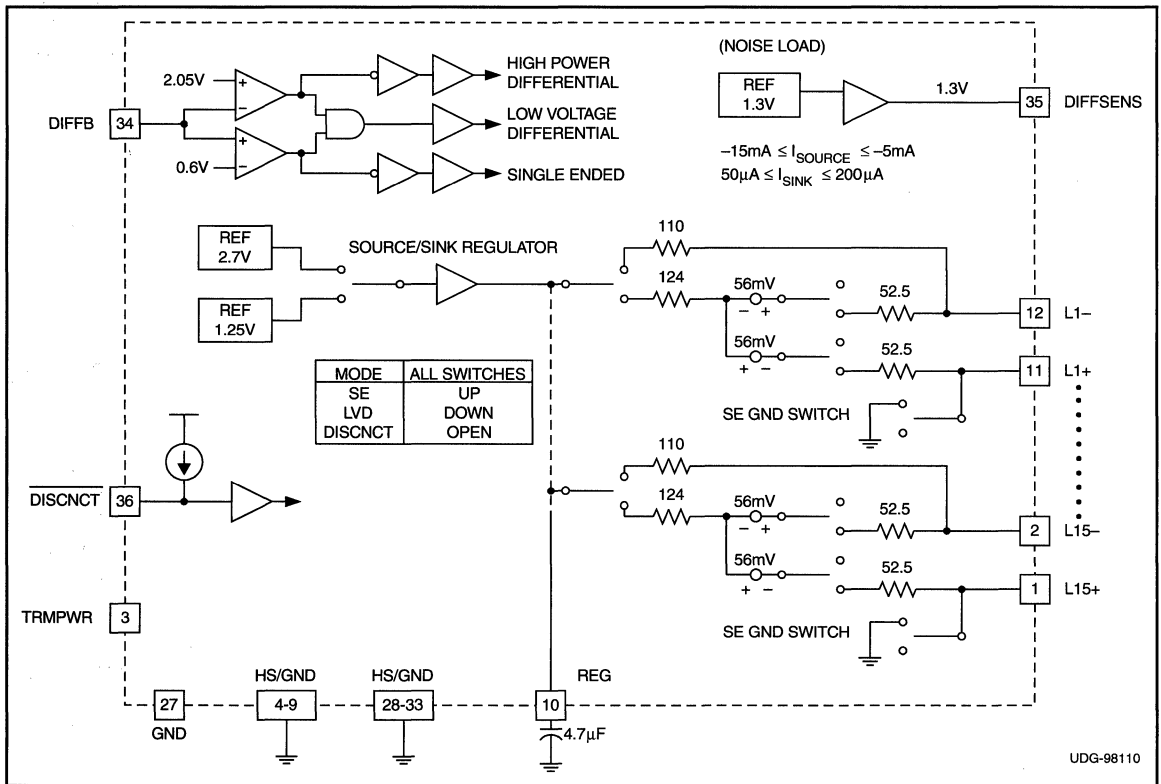 (NOISE LOAD)
2.05V
+
−
HIGH POWER
DIFFERENTIAL
REF
1.3V
1.3V
35
DIFFSENS
DIFFB
34
LOW VOLTAGE
DIFFERENTIAL
+
−
0.6V
SINGLE ENDED
–15mA ≤ ISOURCE ≤ –5mA
50μA ≤ ISINK ≤ 200μA
REF
2.7V
SOURCE/SINK REGULATOR
REF
1.25V
110
124
56mV
− +
52.5
12
L1–
56mV
+ −
52.5
11
L1+
SE GND SWITCH
MODE ALL SWITCHES
SE UP
LVD DOWN
DISCNCT OPEN
DISCNCT
36
110
124
56mV
− +
52.5
2
L15–
56mV
+ −
52.5
1
L15+
SE GND SWITCH
TRMPWR
3
27
GND
HS/GND
4-9
HS/GND
28-33
REG
10
4.7μF
UDG-98110